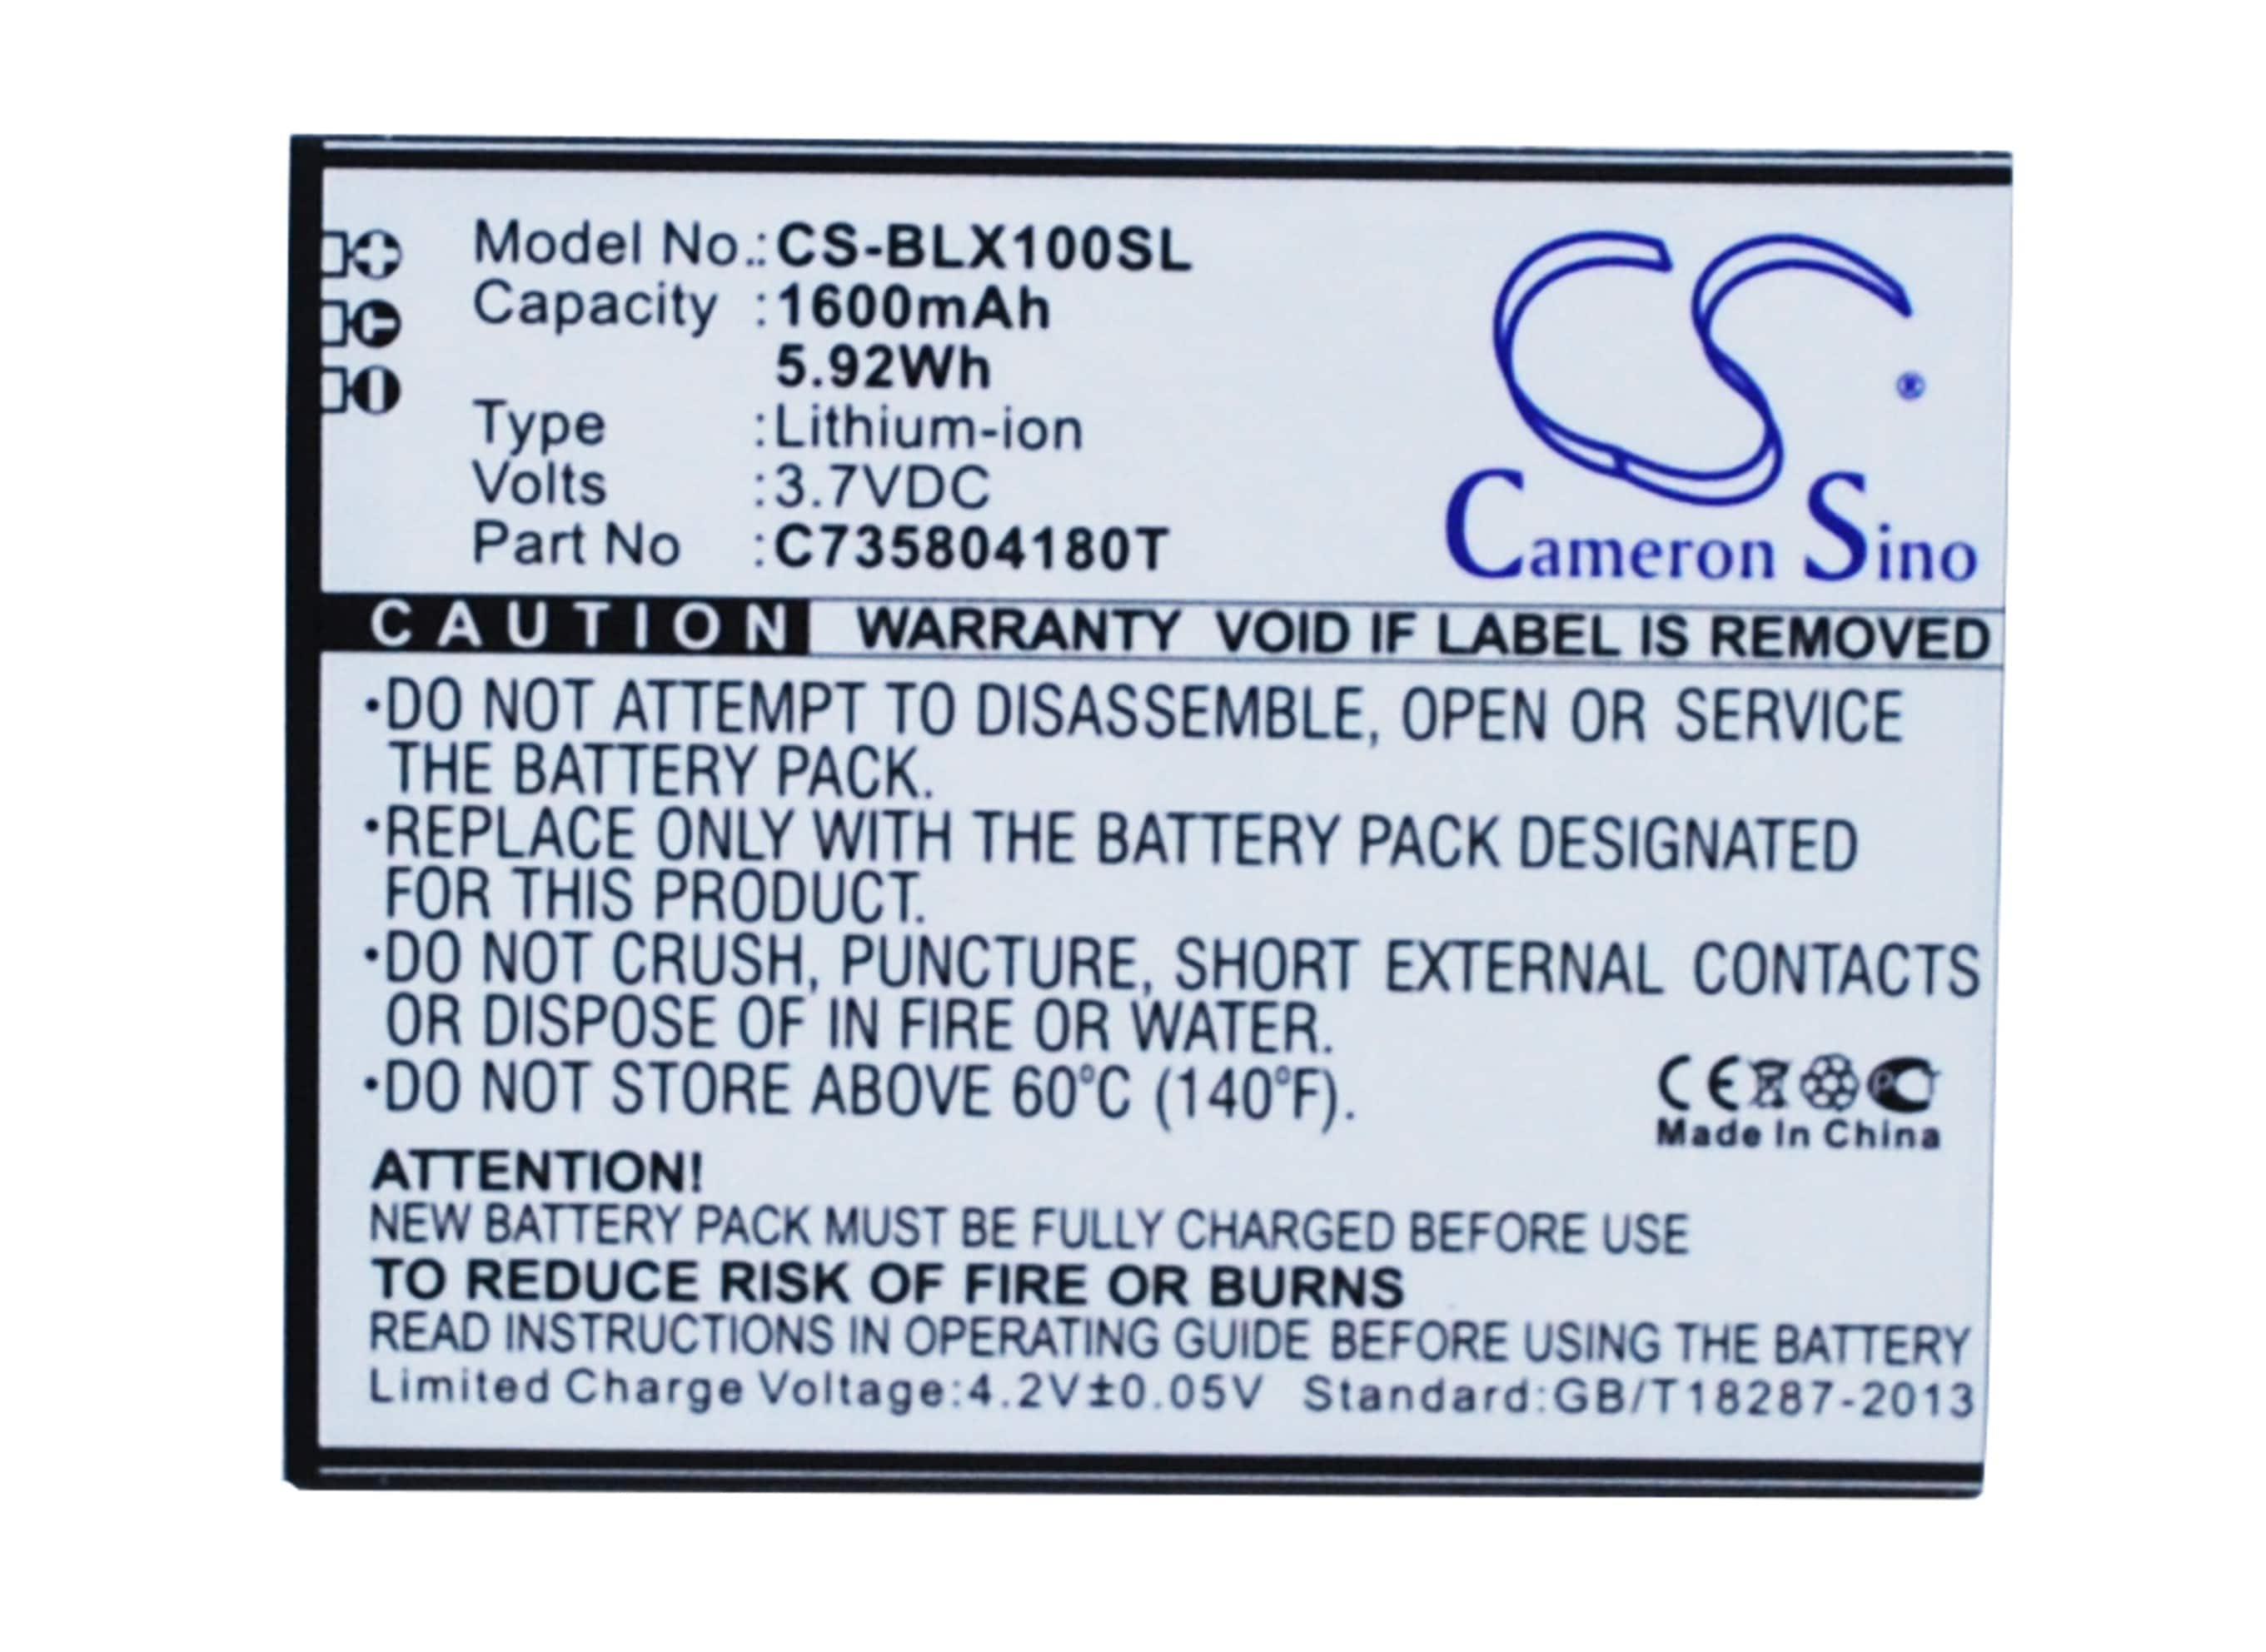 Model No.: CS-BLX100SL
Capacity : 1600mAh
5.92Wh
Type : Lithium-ion
Volts : 3.7VDC
Part No : C735804180T
CS ®
Cameron Sino
CAUTION WARRANTY VOID IF LABEL IS REMOVED
·DO NOT ATTEMPT TO DISASSEMBLE, OPEN OR SERVICE
THE BATTERY PACK.
·REPLACE ONLY WITH THE BATTERY PACK DESIGNATED
FOR THIS PRODUCT.
·DO NOT CRUSH, PUNCTURE, SHORT EXTERNAL CONTACTS
OR DISPOSE OF IN FIRE OR WATER.
·DO NOT STORE ABOVE 60°C (140°F).
CE
Made In China
ATTENTION!
NEW BATTERY PACK MUST BE FULLY CHARGED BEFORE USE
TO REDUCE RISK OF FIRE OR BURNS
READ INSTRUCTIONS IN OPERATING GUIDE BEFORE USING THE BATTERY
Limited Charge Voltage:4.2V±0.05V Standard:GB/T18287-2013